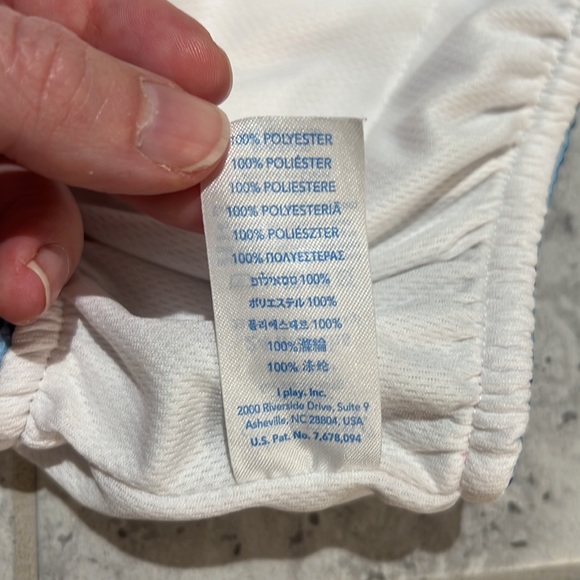 100% POLYESTER
100% POLIÉSTER
100% POLIESTERE
100% POLYESTERIÄ
100% POLIÉSZTER
100% ΠΟΛΥΕΣΤΕΡΑΣ
100%
ポリエステル 100%
폴리에스테르 100%
100%滌綸
100% 涤纶
I play. Inc.
2000 Riverside Drive, Suite 9
Asheville, NC 28804, USA
U.S. Pat. No. 7,678,094